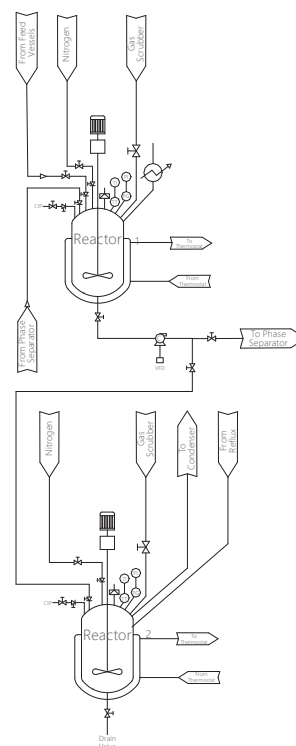 From Feed
Vessels
Nitrogen
Gas
Scrubber
CIP
Reactor 1
To
Thermostat
From
Thermostat
From Phase
Separator
VFD
To Phase
Separator
Nitrogen
Gas
Scrubber
To
Condenser
From
Reflux
CIP
Reactor 2
To
Thermostat
From
Thermostat
Drain
Valve